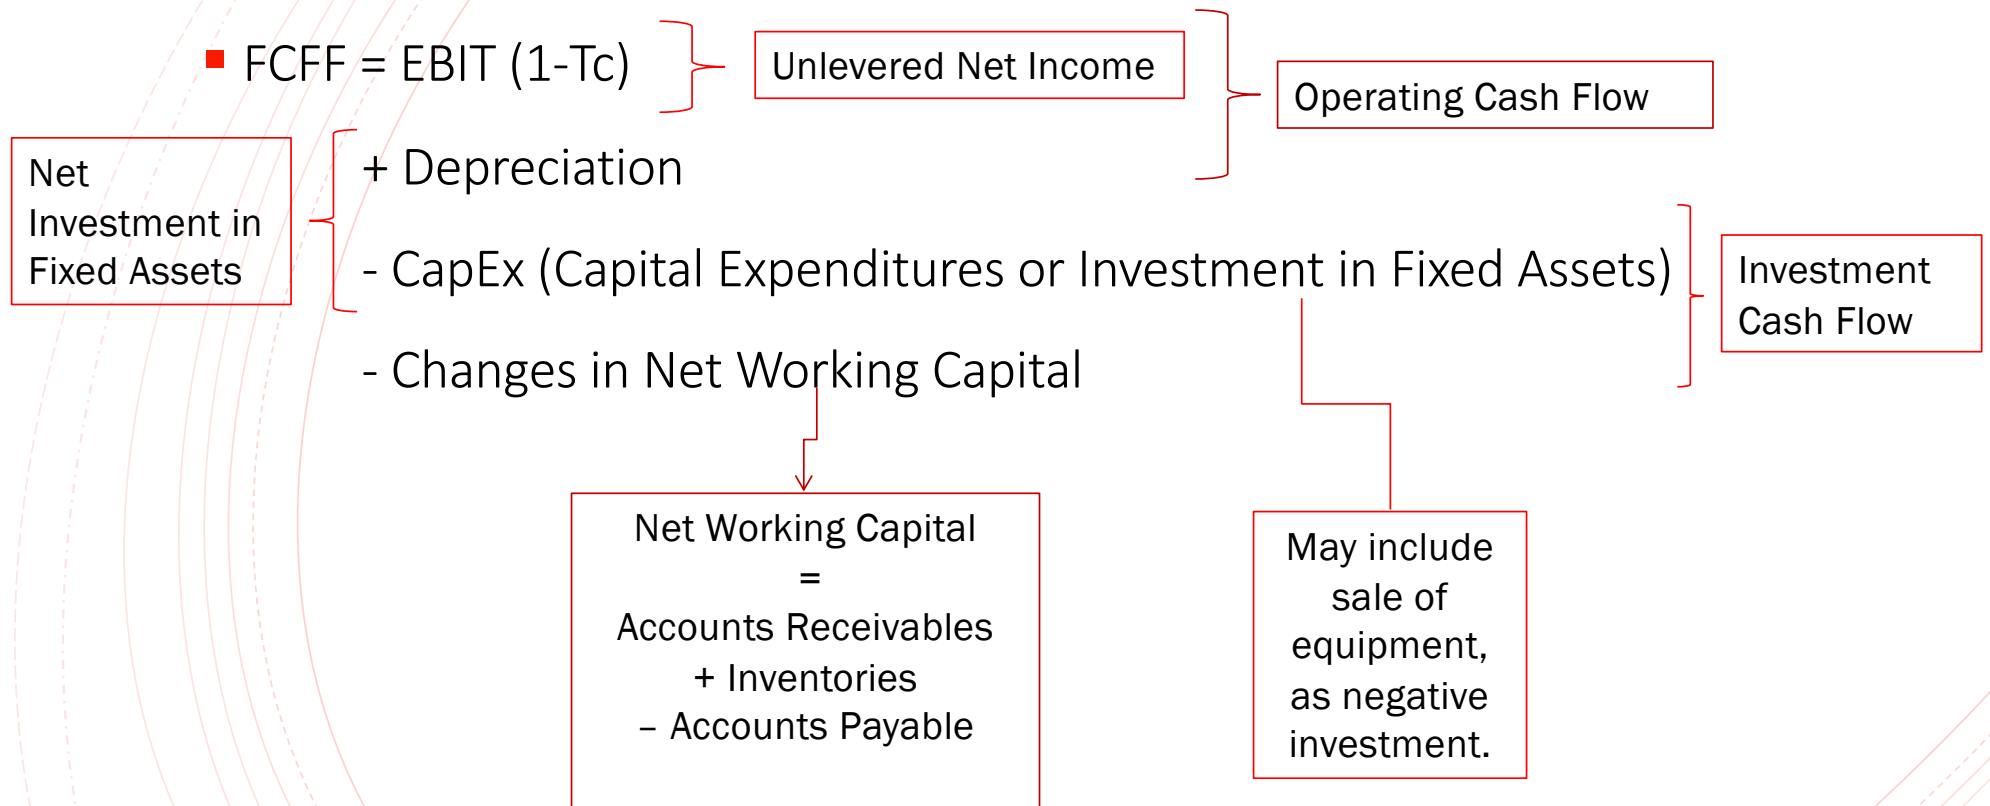 ▪ FCFF = EBIT (1-Tc)
Unlevered Net Income
Operating Cash Flow
Net
Investment in
Fixed Assets
+ Depreciation
- CapEx (Capital Expenditures or Investment in Fixed Assets)
Investment
Cash Flow
- Changes in Net Working Capital
Net Working Capital
=
Accounts Receivables
+ Inventories
– Accounts Payable
May include
sale of
equipment,
as negative
investment.